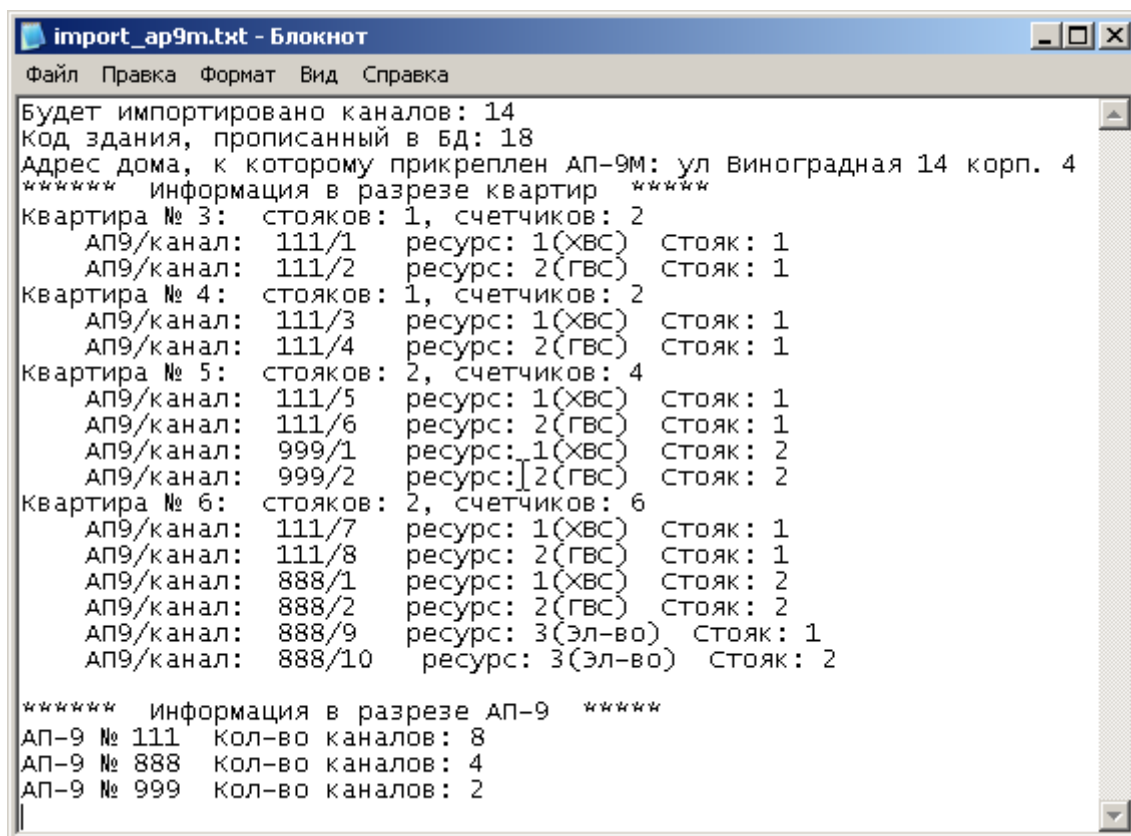 import_ap9m.txt - Блокнот
Файл Правка Формат Вид Справка
Будет импортировано каналов: 14
Код здания, прописанный в БД: 18
Адрес дома, к которому прикреплен АП-9М: ул Виноградная 14 корп. 4
****** Информация в разрезе квартир *****
Квартира № 3: стояков: 1, счетчиков: 2
АП9/канал: 111/1 ресурс: 1(ХВС) Стояк: 1
АП9/канал: 111/2 ресурс: 2(ГВС) Стояк: 1
Квартира № 4: стояков: 1, счетчиков: 2
АП9/канал: 111/3 ресурс: 1(ХВС) Стояк: 1
АП9/канал: 111/4 ресурс: 2(ГВС) Стояк: 1
Квартира № 5: стояков: 2, счетчиков: 4
АП9/канал: 111/5 ресурс: 1(ХВС) Стояк: 1
АП9/канал: 111/6 ресурс: 2(ГВС) Стояк: 1
АП9/канал: 999/1 ресурс: 1(ХВС) Стояк: 2
АП9/канал: 999/2 ресурс: 2(ГВС) Стояк: 2
Квартира № 6: стояков: 2, счетчиков: 6
АП9/канал: 111/7 ресурс: 1(ХВС) Стояк: 1
АП9/канал: 111/8 ресурс: 2(ГВС) Стояк: 1
АП9/канал: 888/1 ресурс: 1(ХВС) Стояк: 2
АП9/канал: 888/2 ресурс: 2(ГВС) Стояк: 2
АП9/канал: 888/9 ресурс: 3(Эл-во) Стояк: 1
АП9/канал: 888/10 ресурс: 3(Эл-во) Стояк: 2
****** Информация в разрезе АП-9 *****
АП-9 № 111 Кол-во каналов: 8
АП-9 № 888 Кол-во каналов: 4
АП-9 № 999 Кол-во каналов: 2